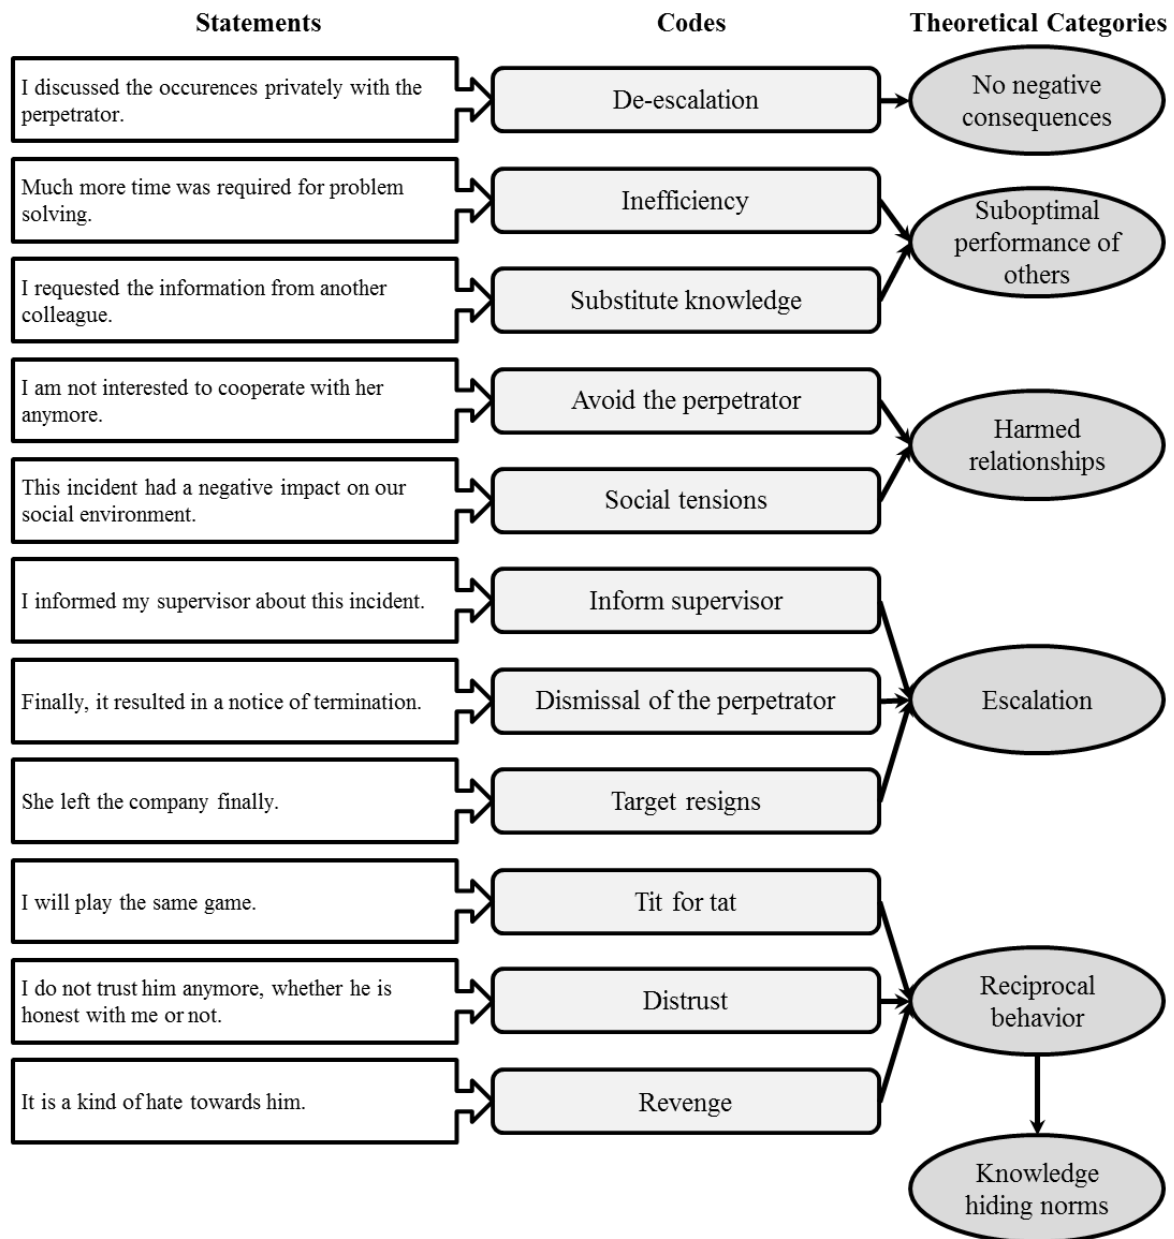 Statements
Codes
Theoretical Categories
I discussed the occurences privately with the
perpetrator.
De-escalation
No negative
consequences
Much more time was required for problem
solving.
Inefficiency
Suboptimal
performance of
others
I requested the information from another
colleague.
Substitute knowledge
I am not interested to cooperate with her
anymore.
Avoid the perpetrator
Harmed
relationships
This incident had a negative impact on our
social environment.
Social tensions
I informed my supervisor about this incident.
Inform supervisor
Finally, it resulted in a notice of termination.
Dismissal of the perpetrator
Escalation
She left the company finally.
Target resigns
I will play the same game.
Tit for tat
I do not trust him anymore, whether he is
honest with me or not.
Distrust
Reciprocal
behavior
It is a kind of hate towards him.
Revenge
Knowledge
hiding norms